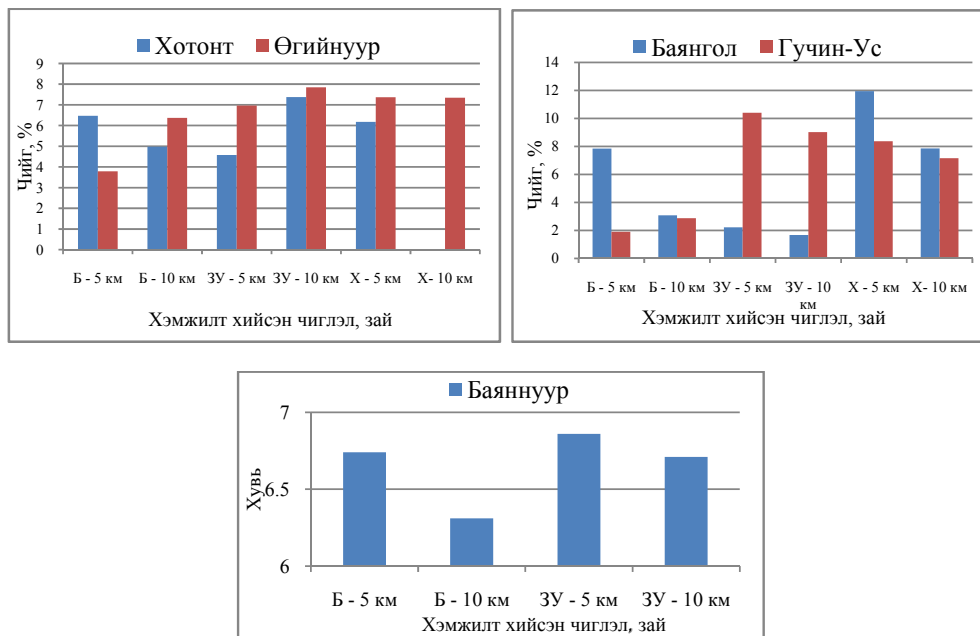 Хотонт Өгийнуур
Чийг, %
9
8
7
6
5
4
3
2
1
0
Б - 5 км Б - 10 км ЗУ - 5 км ЗУ - 10 км Х - 5 км Х- 10 км
Хэмжилт хийсэн чиглэл, зай
Баянгол Гучин-Ус
Чийг, %
14
12
10
8
6
4
2
0
Б - 5 км Б - 10 км ЗУ - 5 км ЗУ - 10 км Х - 5 км Х- 10 км
Хэмжилт хийсэн чиглэл, зай
Баяннуур
Хувь
7
6.5
6
Б - 5 км Б - 10 км ЗУ - 5 км ЗУ - 10 км
Хэмжилт хийсэн чиглэл, зай